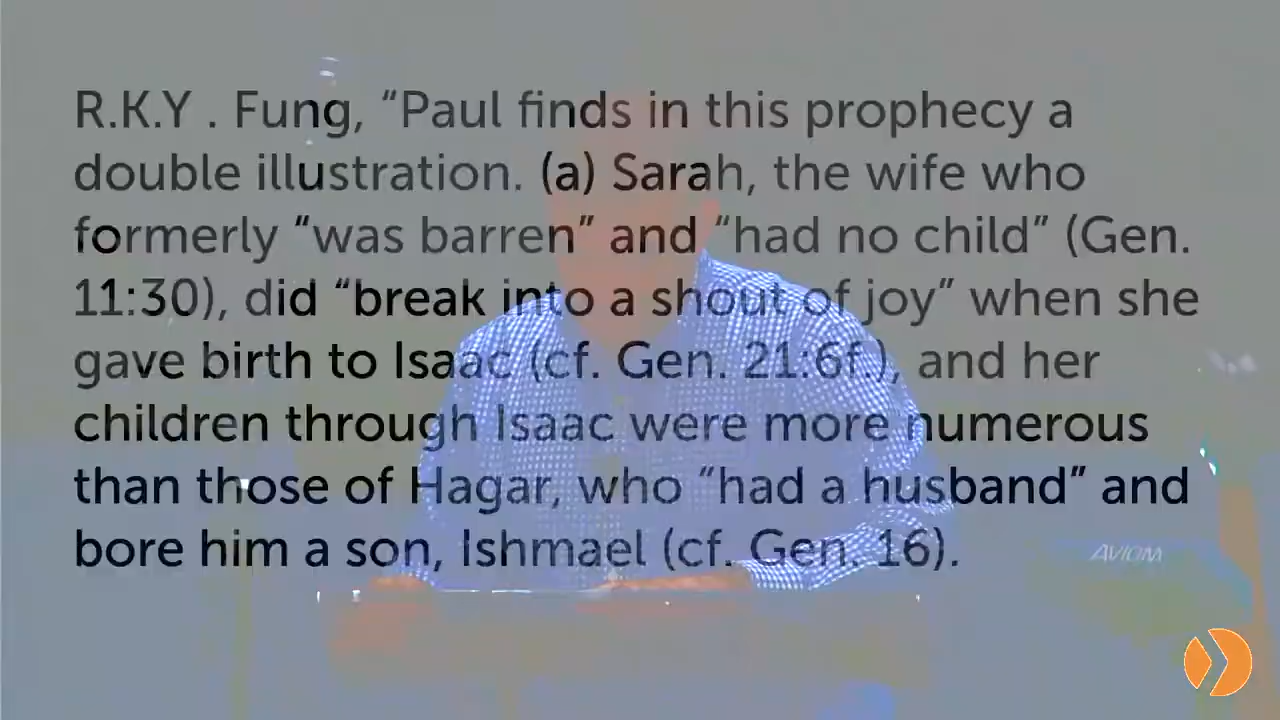 R.K.Y . Fung, “Paul finds in this prophecy a
double illustration. (a) Sarah, the wife who
formerly “was barren” and “had no child” (Gen.
11:30), did “break into a shout of joy” when she
gave birth to Isaac (cf. Gen. 21:6f ), and her
children through Isaac were more numerous
than those of Hagar, who “had a husband” and
bore him a son, Ishmael (cf. Gen. 16).
AVIOM